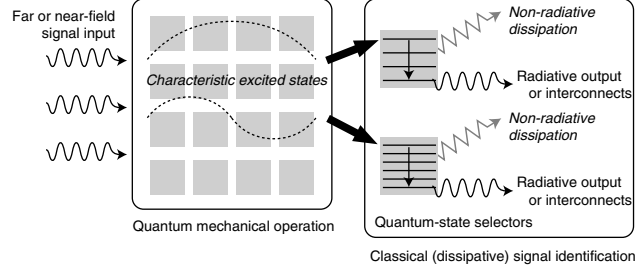 Far or near-field
signal input
Characteristic excited states
Quantum mechanical operation
Non-radiative
dissipation
Radiative output
or interconnects
Non-radiative
dissipation
Radiative output
or interconnects
Quantum-state selectors
Classical (dissipative) signal identification